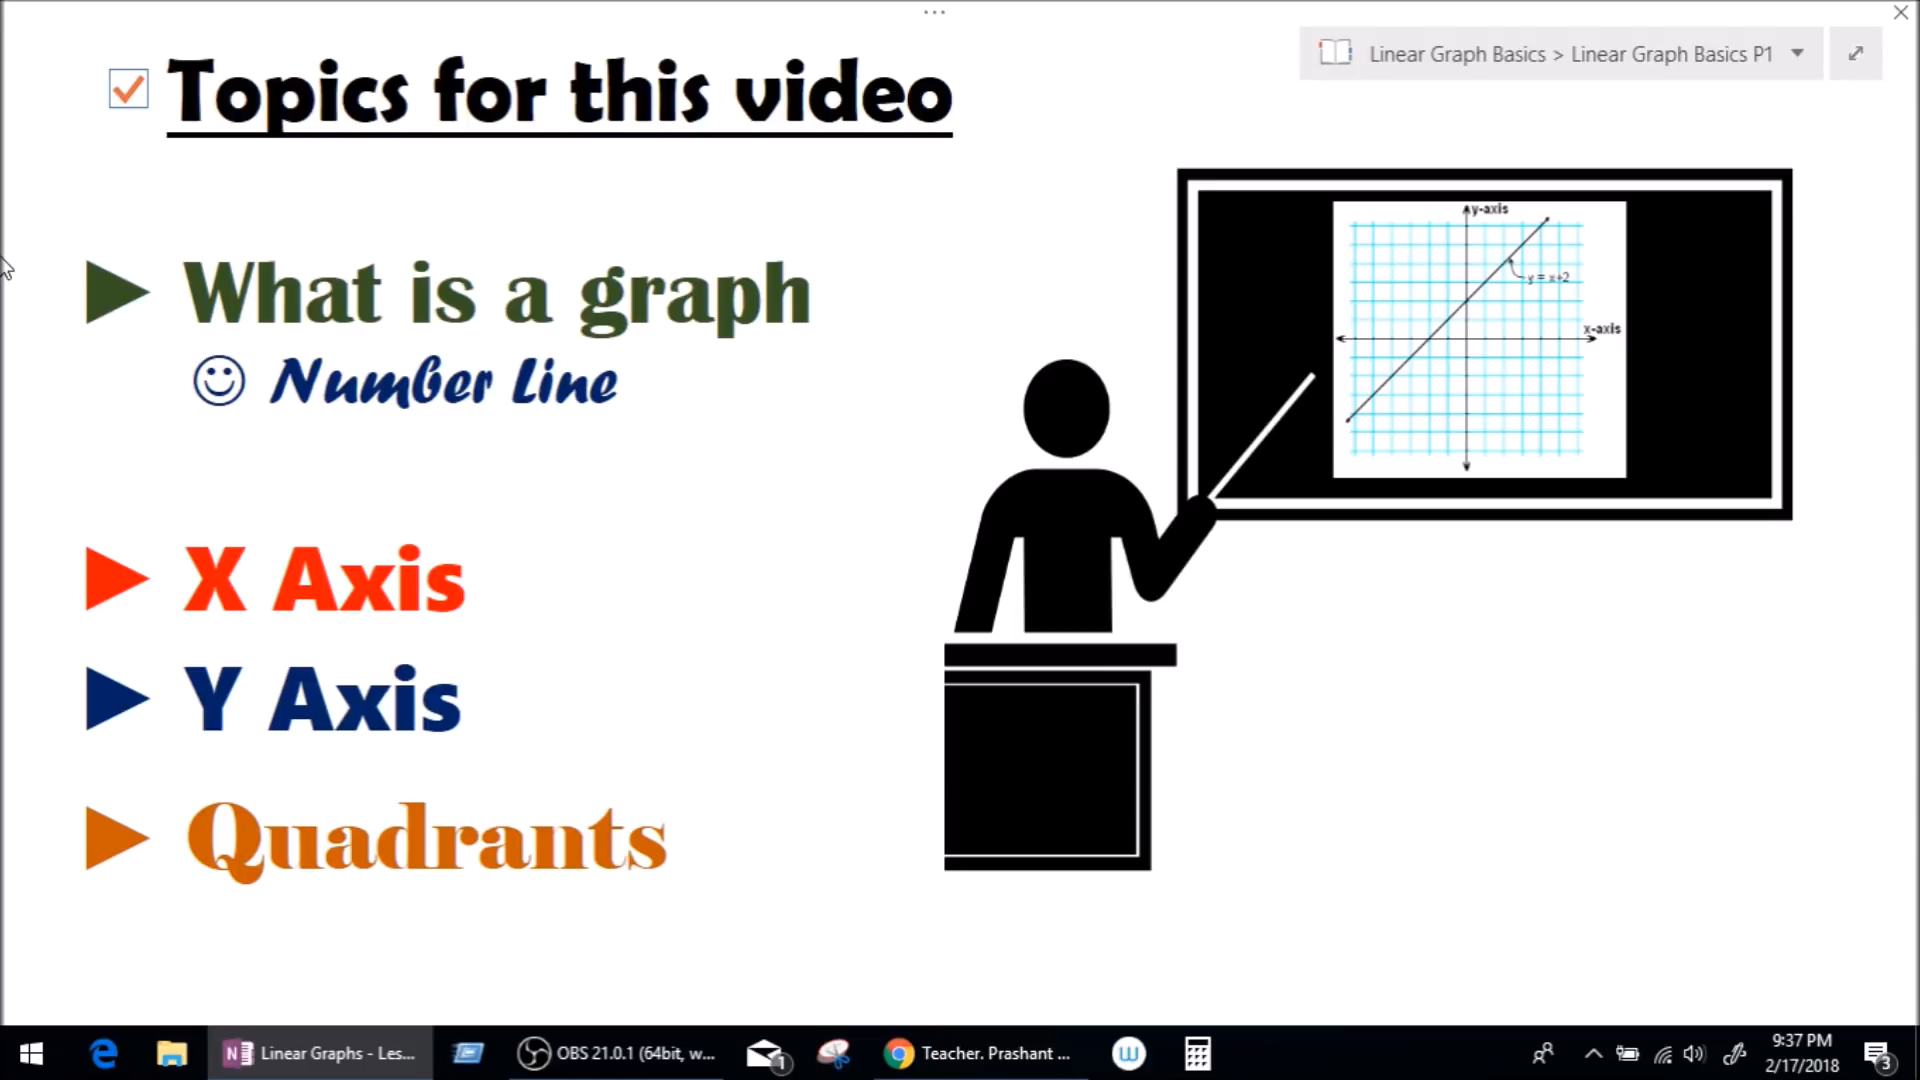 Topics for this video
Linear Graph Basics > Linear Graph Basics P1
What is a graph
Number Line
X Axis
Y Axis
Quadrants
y-axis
y = x+2
x-axis
Linear Graphs - Les...
OBS 21.0.1 (64bit, w...
1
Teacher. Prashant ...
w
9:37 PM
2/17/2018
3